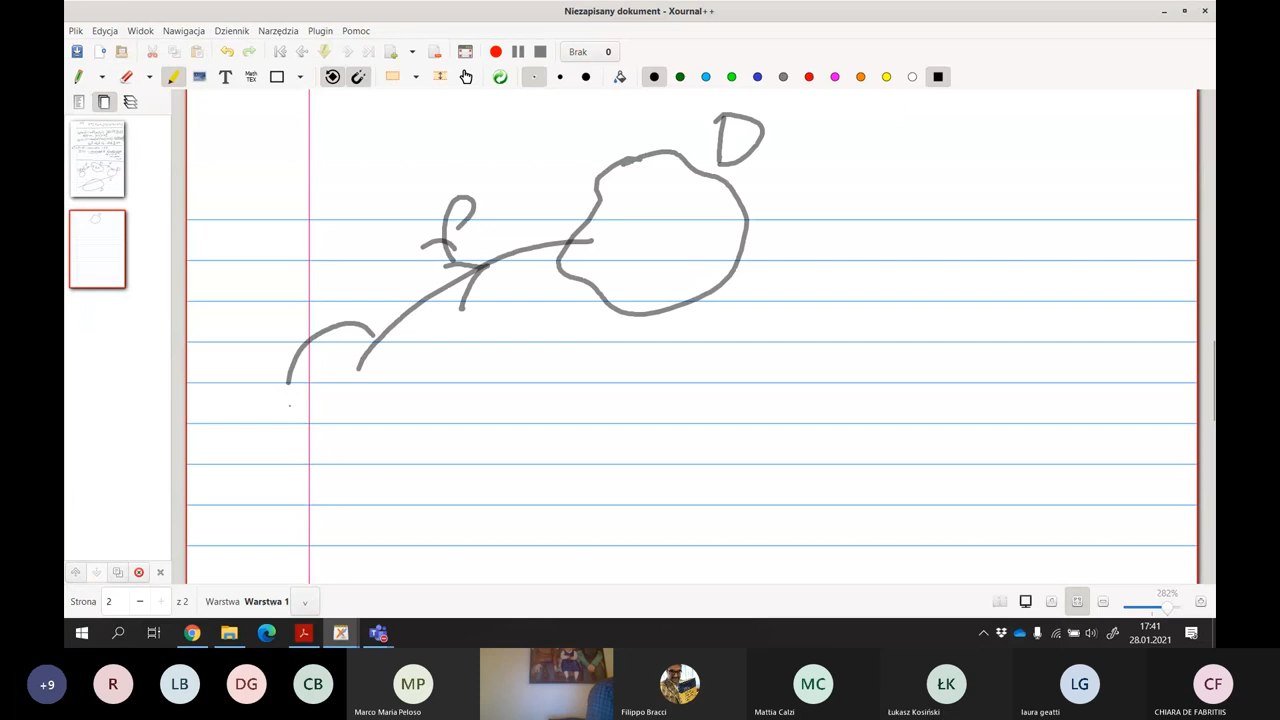 Niezapisany dokument - Xournal++
Plik Edycja Widok Nawigacja Dziennik Narzędzia Plugin Pomoc
Brak 0
T Math TEX
D
e
282%
Strona 2 z 2 Warstwa Warstwa 1
17:41
28.01.2021
+9 R LB DG CB MP MC ŁK LG CF
Marco Maria Peloso Filippo Bracci Mattia Calzi Łukasz Kosiński laura geatti CHIARA DE FABRITIIS